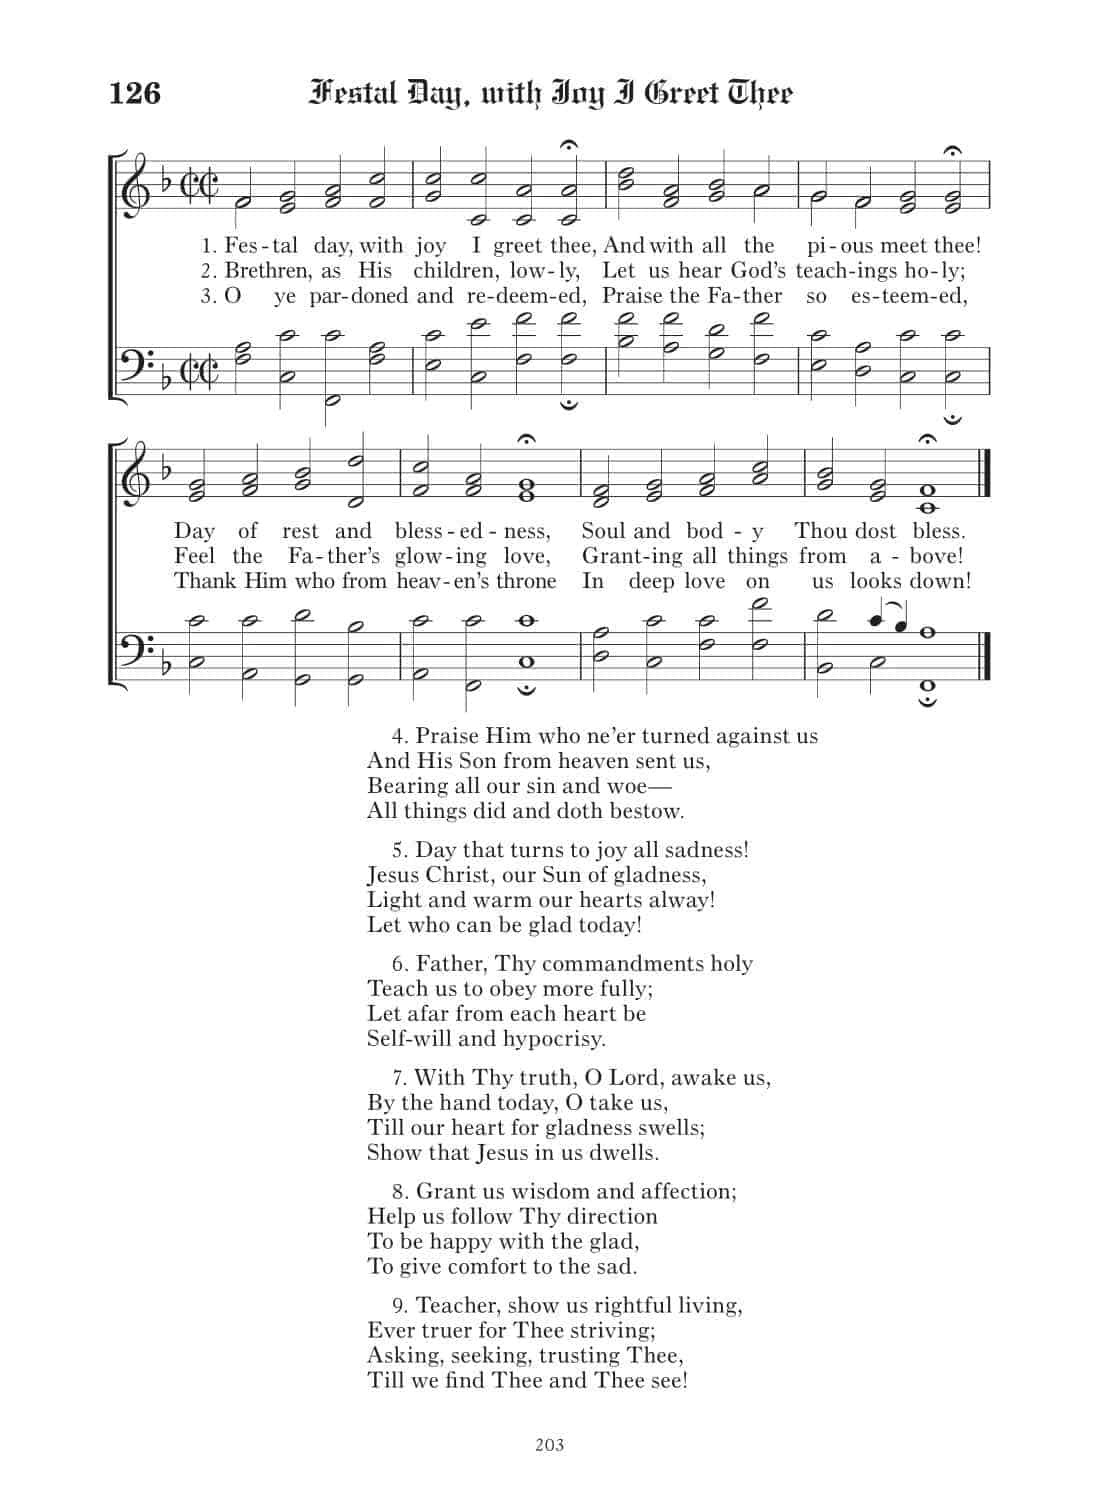 126 Festal Day, with Joy I Greet Thee
1. Fes - tal day, with joy I greet thee, And with all the pi - ous meet thee!
2. Brethren, as His children, low - ly, Let us hear God's teach - ings ho - ly;
3. O ye par - doned and re - deem - ed, Praise the Fa - ther so es - teem - ed,
Day of rest and bless - ed - ness, Soul and bod - y Thou dost bless.
Feel the Fa - ther's glow - ing love, Grant - ing all things from a - bove!
Thank Him who from heav - en's throne In deep love on us looks down!
4. Praise Him who ne'er turned against us
And His Son from heaven sent us,
Bearing all our sin and woe—
All things did and doth bestow.
5. Day that turns to joy all sadness!
Jesus Christ, our Sun of gladness,
Light and warm our hearts alway!
Let who can be glad today!
6. Father, Thy commandments holy
Teach us to obey more fully;
Let afar from each heart be
Self-will and hypocrisy.
7. With Thy truth, O Lord, awake us,
By the hand today, O take us,
Till our heart for gladness swells;
Show that Jesus in us dwells.
8. Grant us wisdom and affection;
Help us follow Thy direction
To be happy with the glad,
To give comfort to the sad.
9. Teacher, show us rightful living,
Ever truer for Thee striving;
Asking, seeking, trusting Thee,
Till we find Thee and Thee see!
203